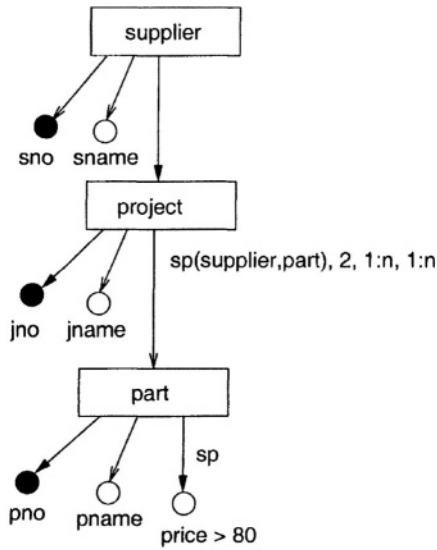 supplier
sno sname
project
sp(supplier,part), 2, 1:n, 1:n
jno jname
part
sp
pno pname
price > 80